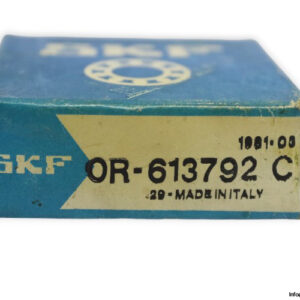 SKF
1981-03
SKF OR-613792 C
29-MADE IN ITALY